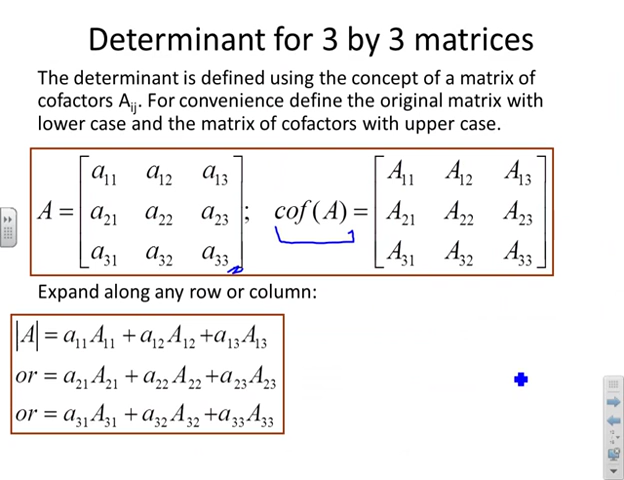 Determinant for 3 by 3 matrices
The determinant is defined using the concept of a matrix of
cofactors Aij. For convenience define the original matrix with
lower case and the matrix of cofactors with upper case.
A = [a11 a12 a13; a21 a22 a23; a31 a32 a33]; cof(A) = [A11 A12 A13; A21 A22 A23; A31 A32 A33]
Expand along any row or column:
|A| = a11A11 + a12A12 + a13A13
or = a21A21 + a22A22 + a23A23
or = a31A31 + a32A32 + a33A33